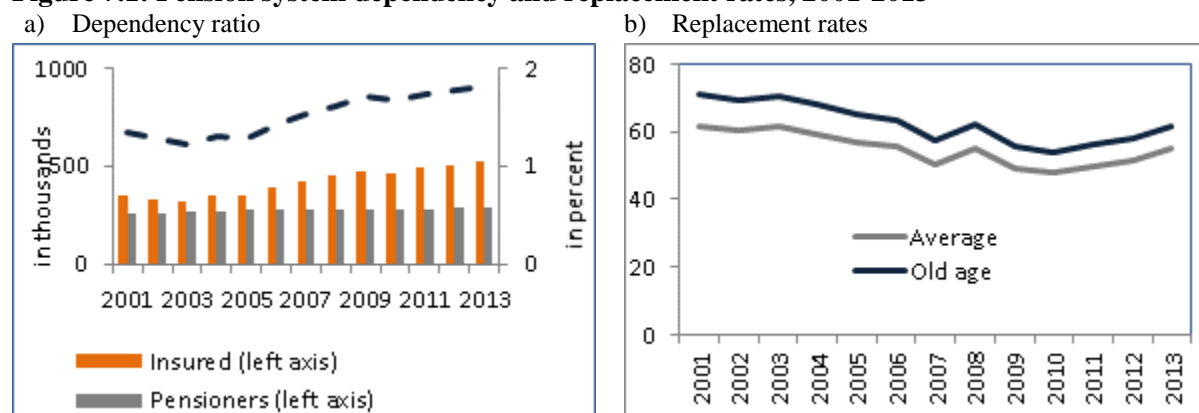 a) Dependency ratio
1000
500
0
in thousands
2
1
0
in percent
2001 2003 2005 2007 2009 2011 2013
Insured (left axis)
Pensioners (left axis)
b) Replacement rates
80
60
40
20
0
Average
Old age
2001 2002 2003 2004 2005 2006 2007 2008 2009 2010 2011 2012 2013